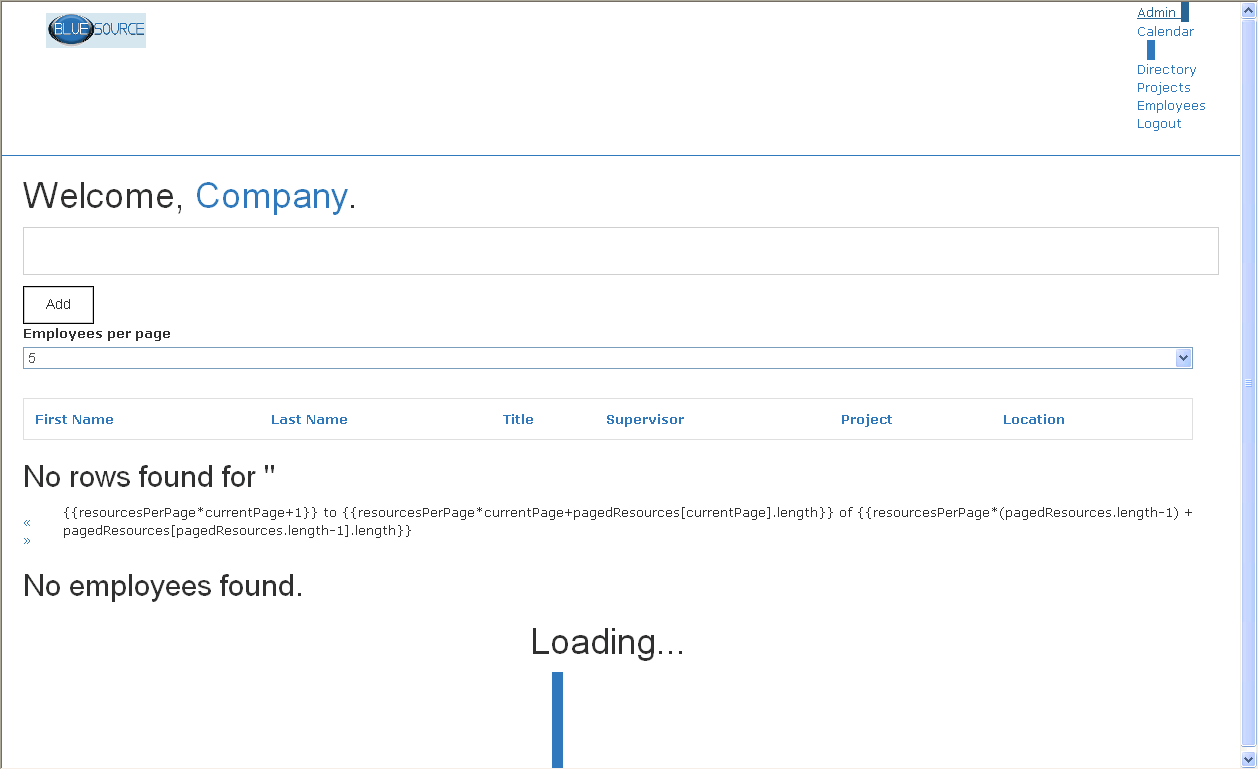 BLUESOURCE
Admin
Calendar
Directory
Projects
Employees
Logout
Welcome, Company.
Add
Employees per page
5
First Name Last Name Title Supervisor Project Location
No rows found for "
« {{resourcesPerPage*currentPage+1}} to {{resourcesPerPage*currentPage+pagedResources[currentPage].length}} of {{resourcesPerPage*(pagedResources.length-1) +
» pagedResources[pagedResources.length-1].length}}
No employees found.
Loading...